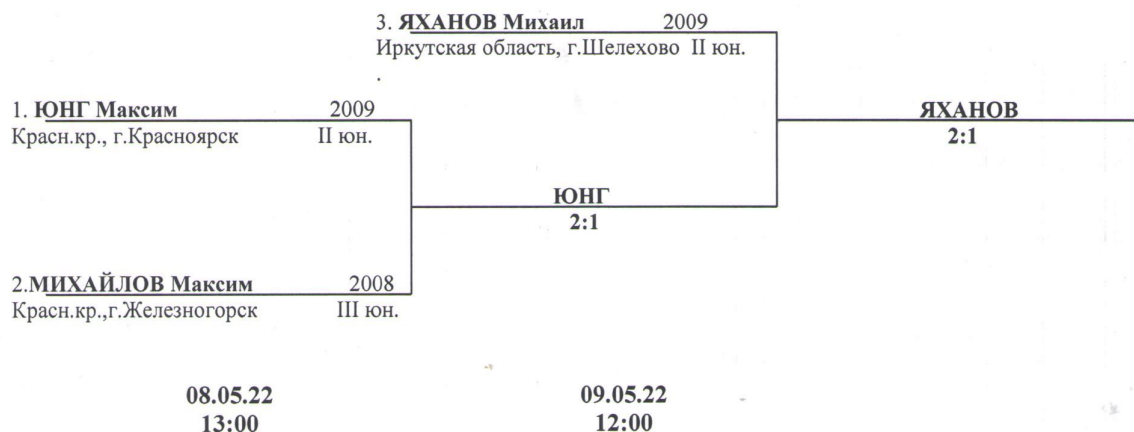 3. ЯХАНОВ Михаил 2009
Иркутская область, г.Шелехово II юн.
.
1. ЮНГ Максим 2009
Красн.кр., г.Красноярск II юн.
ЯХАНОВ
2:1
ЮНГ
2:1
2.МИХАЙЛОВ Максим 2008
Красн.кр.,г.Железногорск III юн.
08.05.22 09.05.22
13:00 12:00